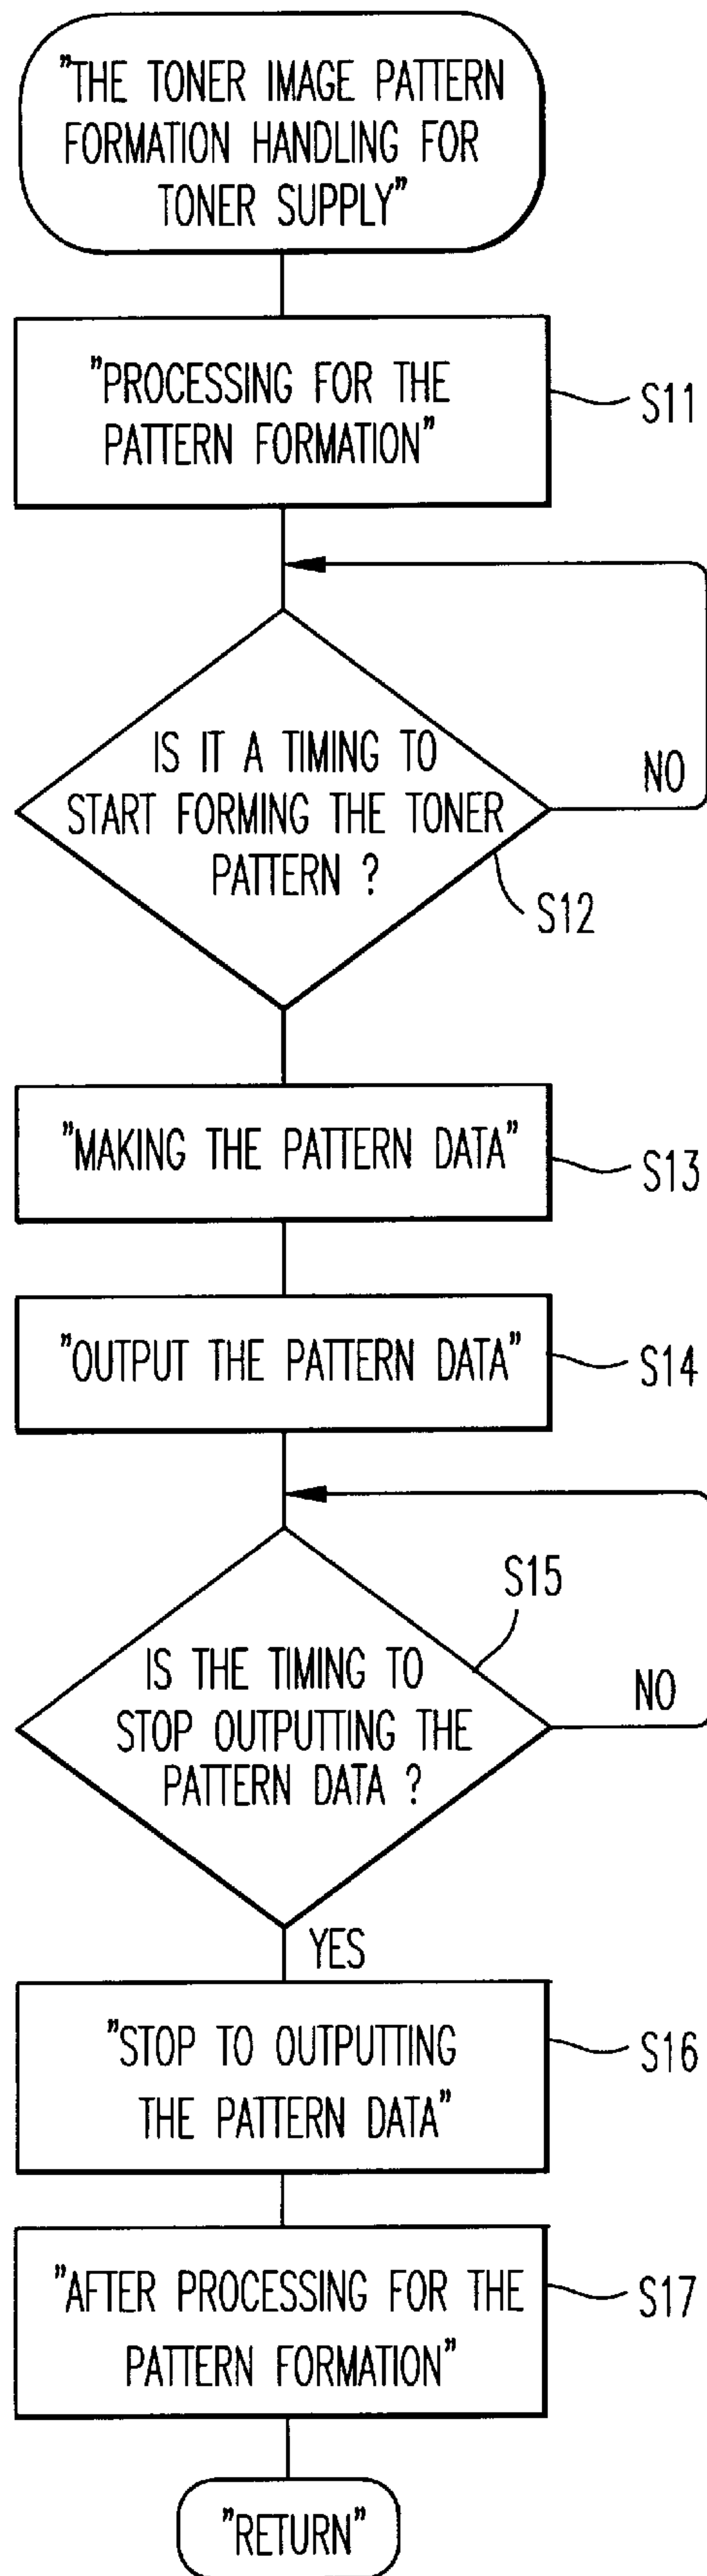 "THE TONER IMAGE PATTERN
FORMATION HANDLING FOR
TONER SUPPLY"
"PROCESSING FOR THE
PATTERN FORMATION"
S11
IS IT A TIMING TO
START FORMING THE TONER
PATTERN ?
NO
S12
"MAKING THE PATTERN DATA"
S13
"OUTPUT THE PATTERN DATA"
S14
S15
IS THE TIMING TO
STOP OUTPUTTING THE
PATTERN DATA ?
NO
YES
"STOP TO OUTPUTTING
THE PATTERN DATA"
S16
"AFTER PROCESSING FOR THE
PATTERN FORMATION"
S17
"RETURN"